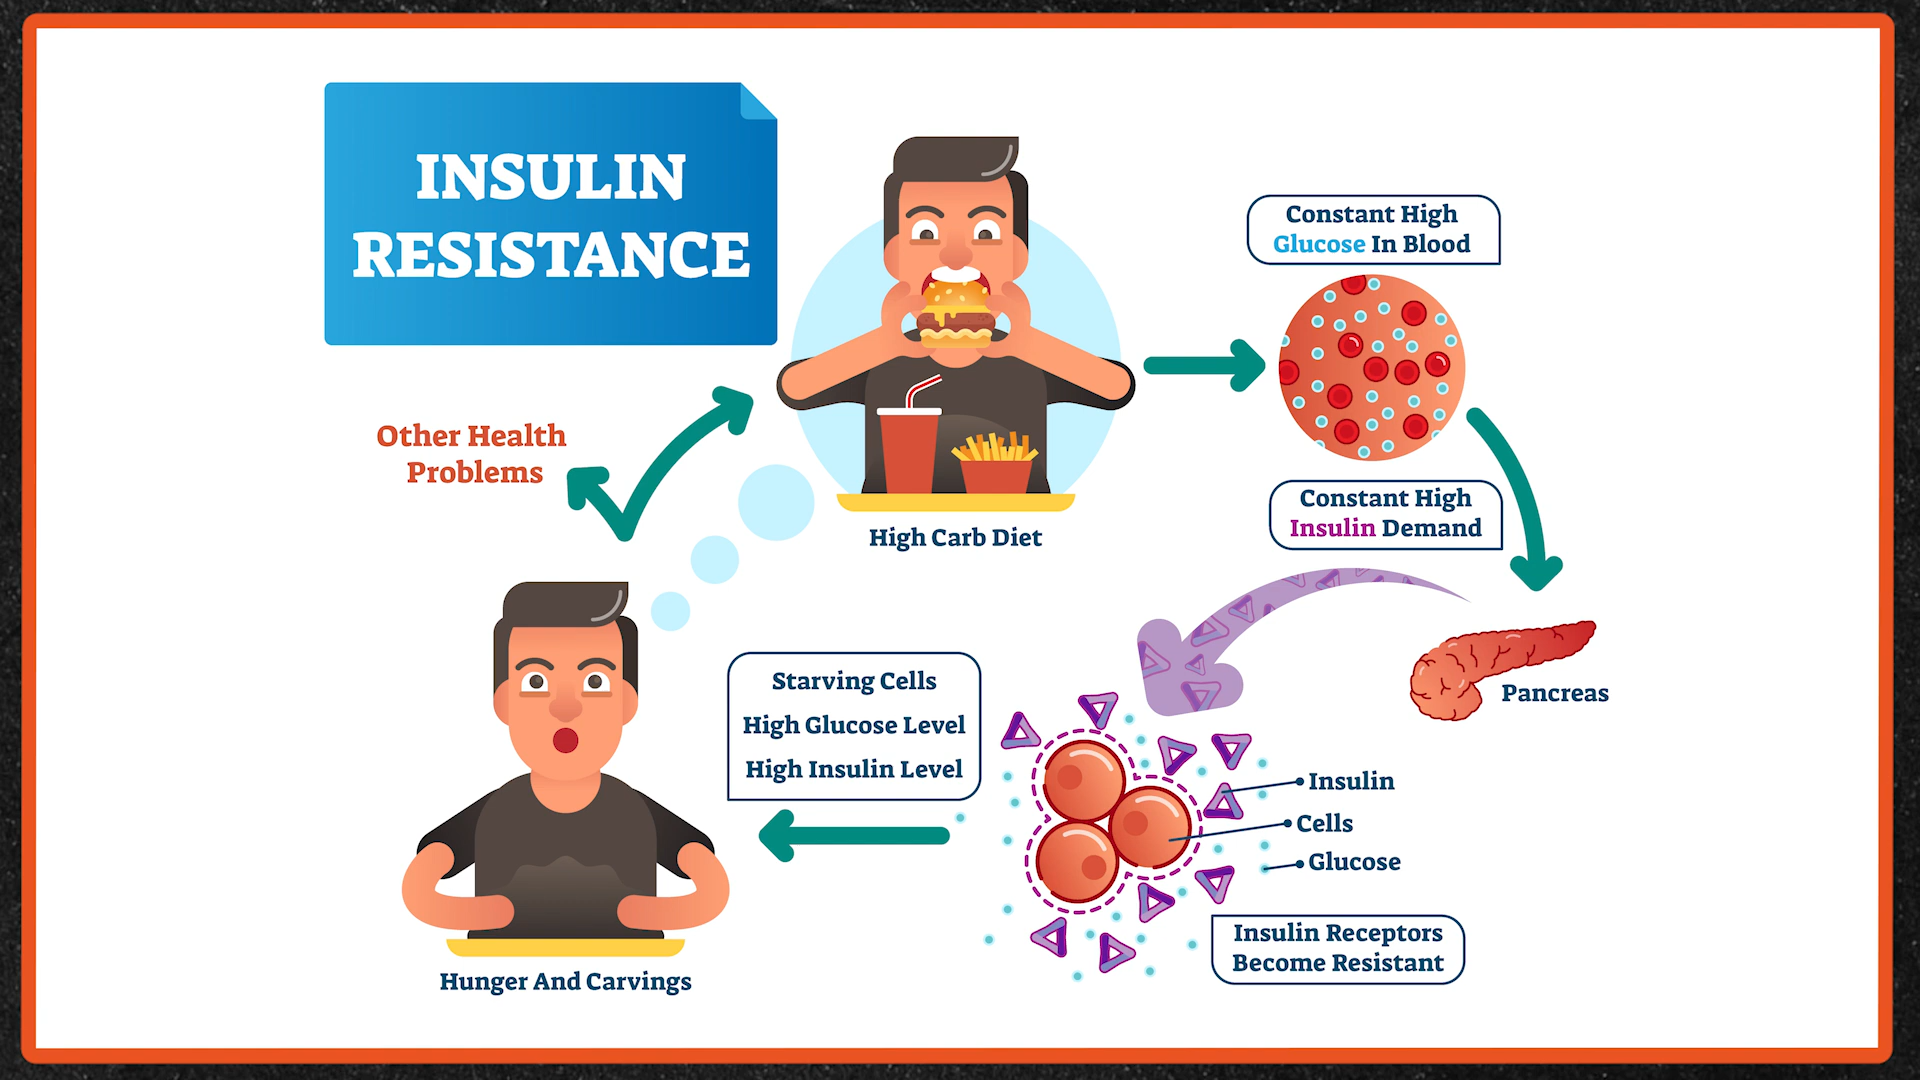 INSULIN
RESISTANCE
Constant High
Glucose In Blood
Other Health
Problems
High Carb Diet
Constant High
Insulin Demand
Pancreas
Starving Cells
High Glucose Level
High Insulin Level
Insulin
Cells
Glucose
Insulin Receptors
Become Resistant
Hunger And Carvings